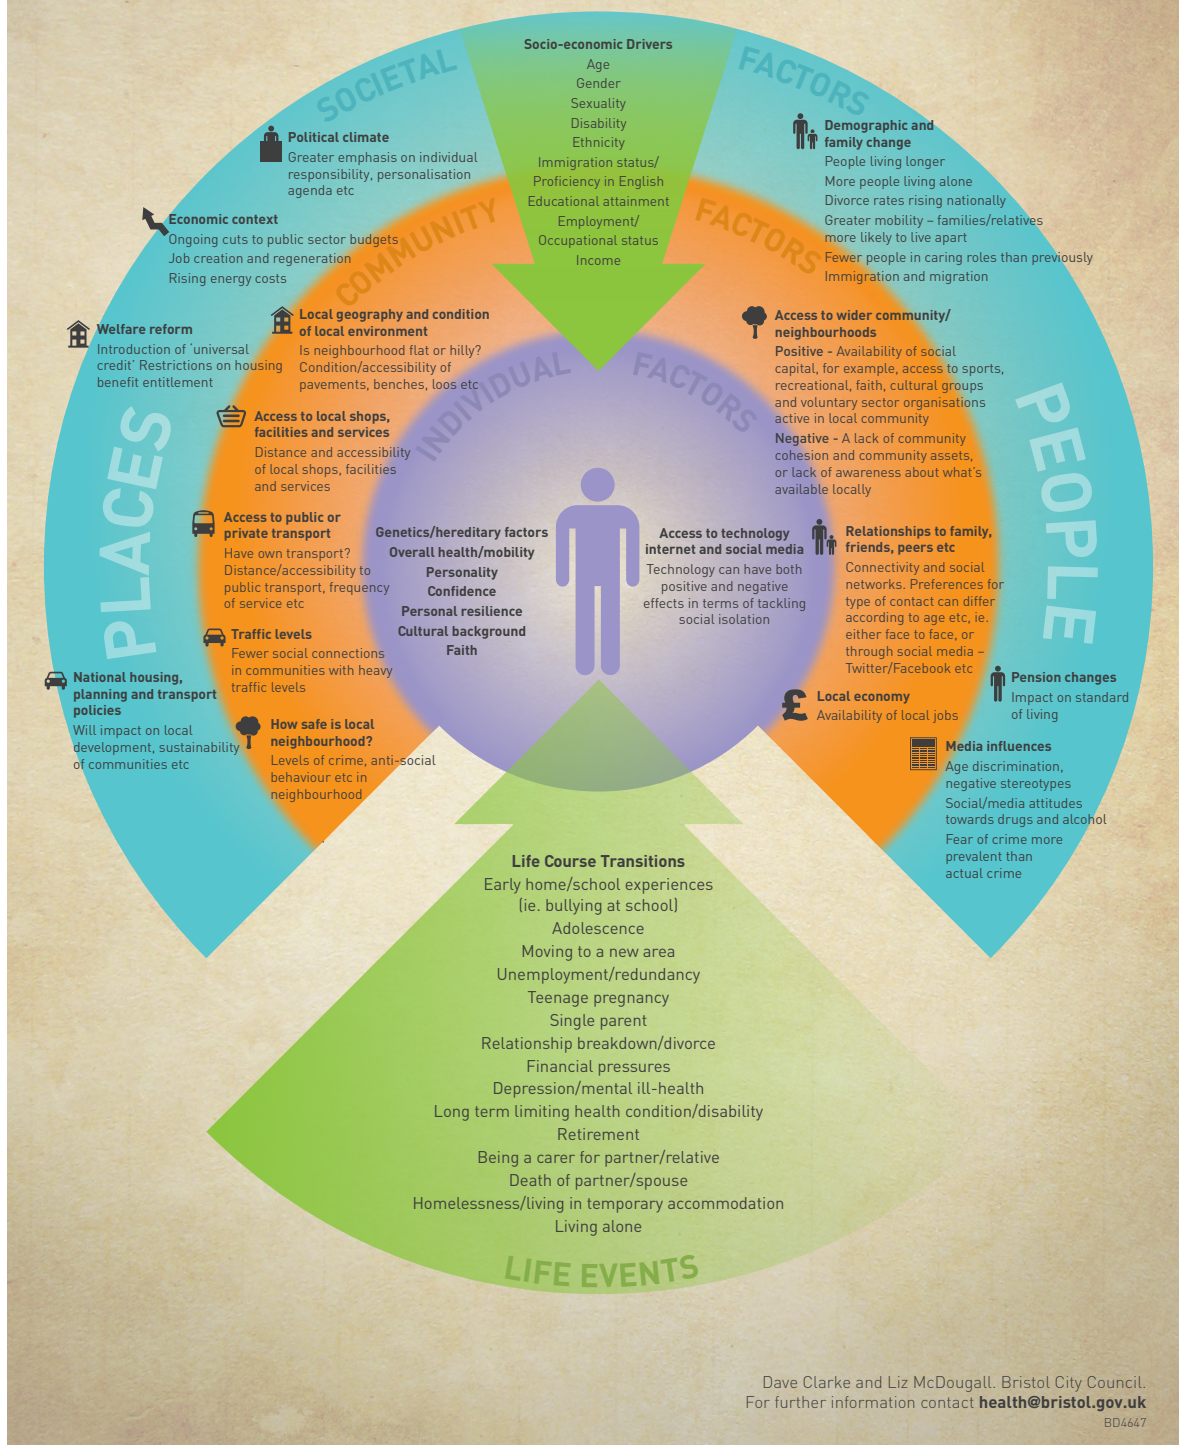 SOCIETAL FACTORS
Socio-economic Drivers
Age
Gender
Sexuality
Disability
Ethnicity
Immigration status/
Proficiency in English
Educational attainment
Employment/
Occupational status
Income
Political climate
Greater emphasis on individual
responsibility, personalisation
agenda etc
Economic context
Ongoing cuts to public sector budgets
Job creation and regeneration
Rising energy costs
Welfare reform
Introduction of ‘universal
credit’ Restrictions on housing
benefit entitlement
PLACES
National housing,
planning and transport
policies
Will impact on local
development, sustainability
of communities etc
Demographic and
family change
People living longer
More people living alone
Divorce rates rising nationally
Greater mobility – families/relatives
more likely to live apart
Fewer people in caring roles than previously
Immigration and migration
PEOPLE
Pension changes
Impact on standard
of living
Media influences
Age discrimination,
negative stereotypes
Social/media attitudes
towards drugs and alcohol
Fear of crime more
prevalent than
actual crime
COMMUNITY FACTORS
Local geography and condition
of local environment
Is neighbourhood flat or hilly?
Condition/accessibility of
pavements, benches, loos etc
Access to local shops,
facilities and services
Distance and accessibility
of local shops, facilities
and services
Access to public or
private transport
Have own transport?
Distance/accessibility to
public transport, frequency
of service etc
Traffic levels
Fewer social connections
in communities with heavy
traffic levels
How safe is local
neighbourhood?
Levels of crime, anti-social
behaviour etc in
neighbourhood
Access to wider community/
neighbourhoods
Positive - Availability of social
capital, for example, access to sports,
recreational, faith, cultural groups
and voluntary sector organisations
active in local community
Negative - A lack of community
cohesion and community assets,
or lack of awareness about what’s
available locally
Relationships to family,
friends, peers etc
Connectivity and social
networks. Preferences for
type of contact can differ
according to age etc, ie.
either face to face, or
through social media –
Twitter/Facebook etc
£
Local economy
Availability of local jobs
INDIVIDUAL FACTORS
Genetics/hereditary factors
Overall health/mobility
Personality
Confidence
Personal resilience
Cultural background
Faith
Access to technology
internet and social media
Technology can have both
positive and negative
effects in terms of tackling
social isolation
Life Course Transitions
Early home/school experiences
(ie. bullying at school)
Adolescence
Moving to a new area
Unemployment/redundancy
Teenage pregnancy
Single parent
Relationship breakdown/divorce
Financial pressures
Depression/mental ill-health
Long term limiting health condition/disability
Retirement
Being a carer for partner/relative
Death of partner/spouse
Homelessness/living in temporary accommodation
Living alone
LIFE EVENTS
Dave Clarke and Liz McDougall. Bristol City Council.
For further information contact health@bristol.gov.uk
BD4647